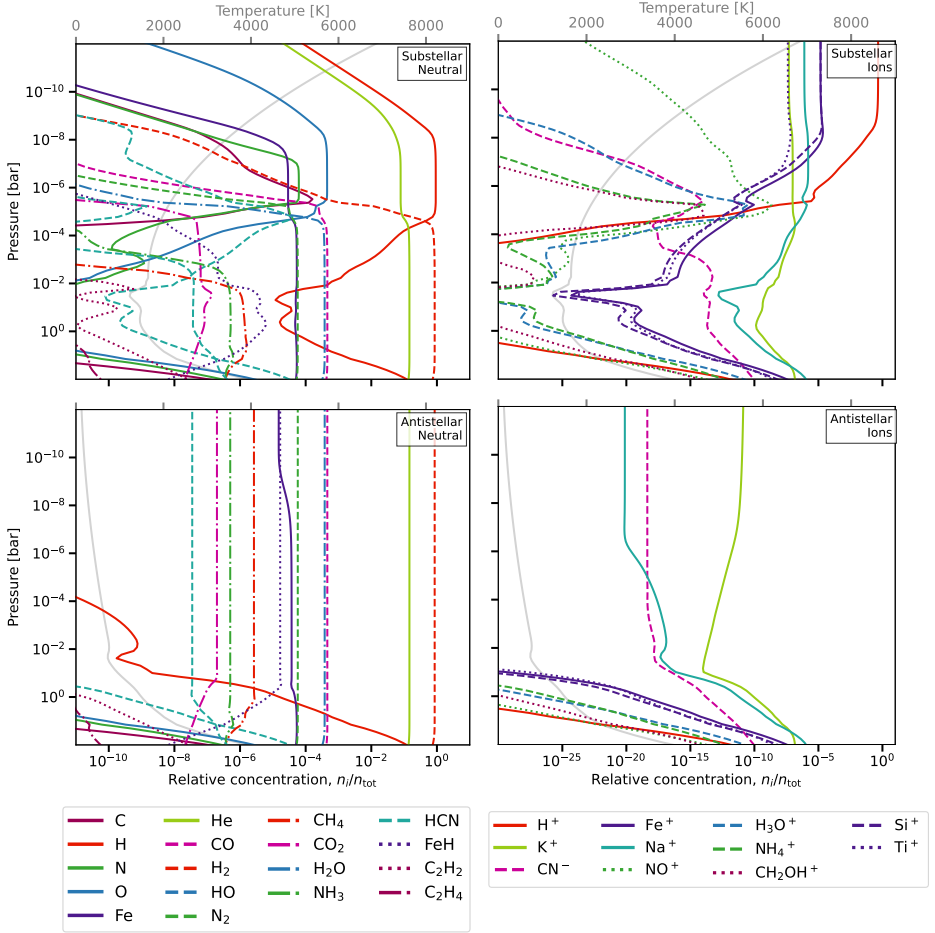 Temperature [K]
0 2000 4000 6000 8000
Temperature [K]
0 2000 4000 6000 8000
Substellar
Neutral
Substellar
Ions
Pressure [bar]
10⁻¹⁰
10⁻⁸
10⁻⁶
10⁻⁴
10⁻²
10⁰
Antistellar
Neutral
Antistellar
Ions
Pressure [bar]
10⁻¹⁰
10⁻⁸
10⁻⁶
10⁻⁴
10⁻²
10⁰
10⁻¹⁰ 10⁻⁸ 10⁻⁶ 10⁻⁴ 10⁻² 10⁰
Relative concentration, nᵢ/n_tot
10⁻²⁵ 10⁻²⁰ 10⁻¹⁵ 10⁻¹⁰ 10⁻⁵ 10⁰
Relative concentration, nᵢ/n_tot
C He CH₄ HCN
H CO CO₂ FeH
N H₂ H₂O C₂H₂
O HO NH₃ C₂H₄
Fe N₂
H⁺ Fe⁺ H₃O⁺ Si⁺
K⁺ Na⁺ NH₄⁺ Ti⁺
CN⁻ NO⁺ CH₂OH⁺